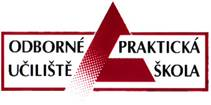 ODBORNÉ PRAKTICKÁ
UČILIŠTĚ ŠKOLA